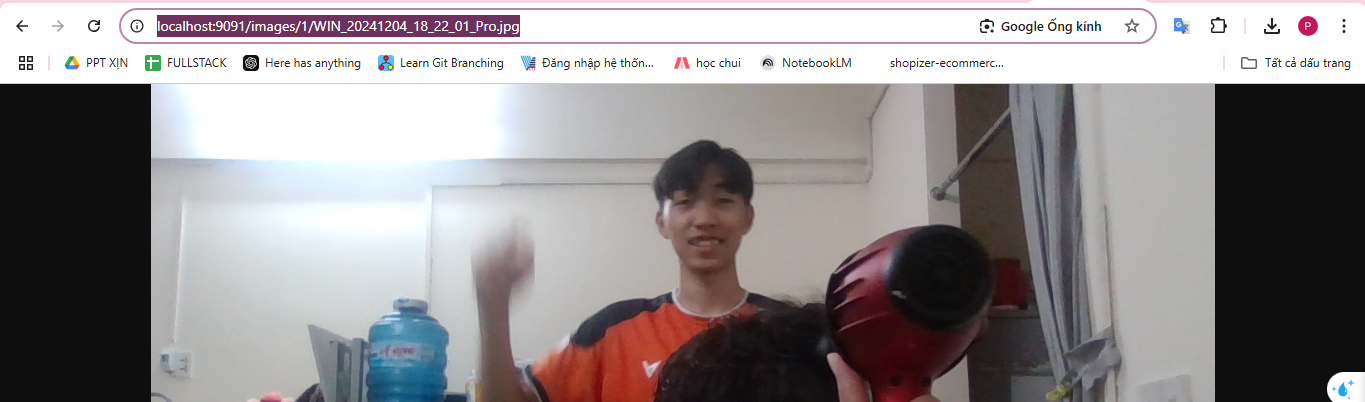 localhost:9091/images/1/WIN_20241204_18_22_01_Pro.jpg Google Ống kính P
PPT XỊN FULLSTACK Here has anything Learn Git Branching Đăng nhập hệ thốn... học chui NotebookLM shopizer-ecommerc... Tất cả dấu trang